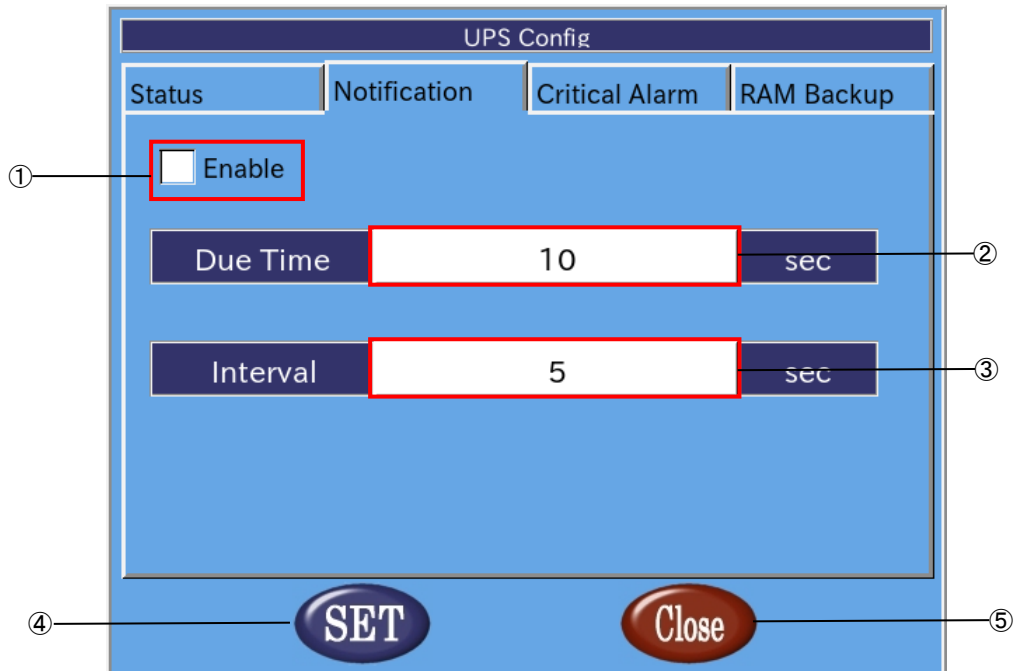 UPS Config
Status Notification Critical Alarm RAM Backup
① Enable
Due Time 10 sec ②
Interval 5 sec ③
④ SET Close ⑤